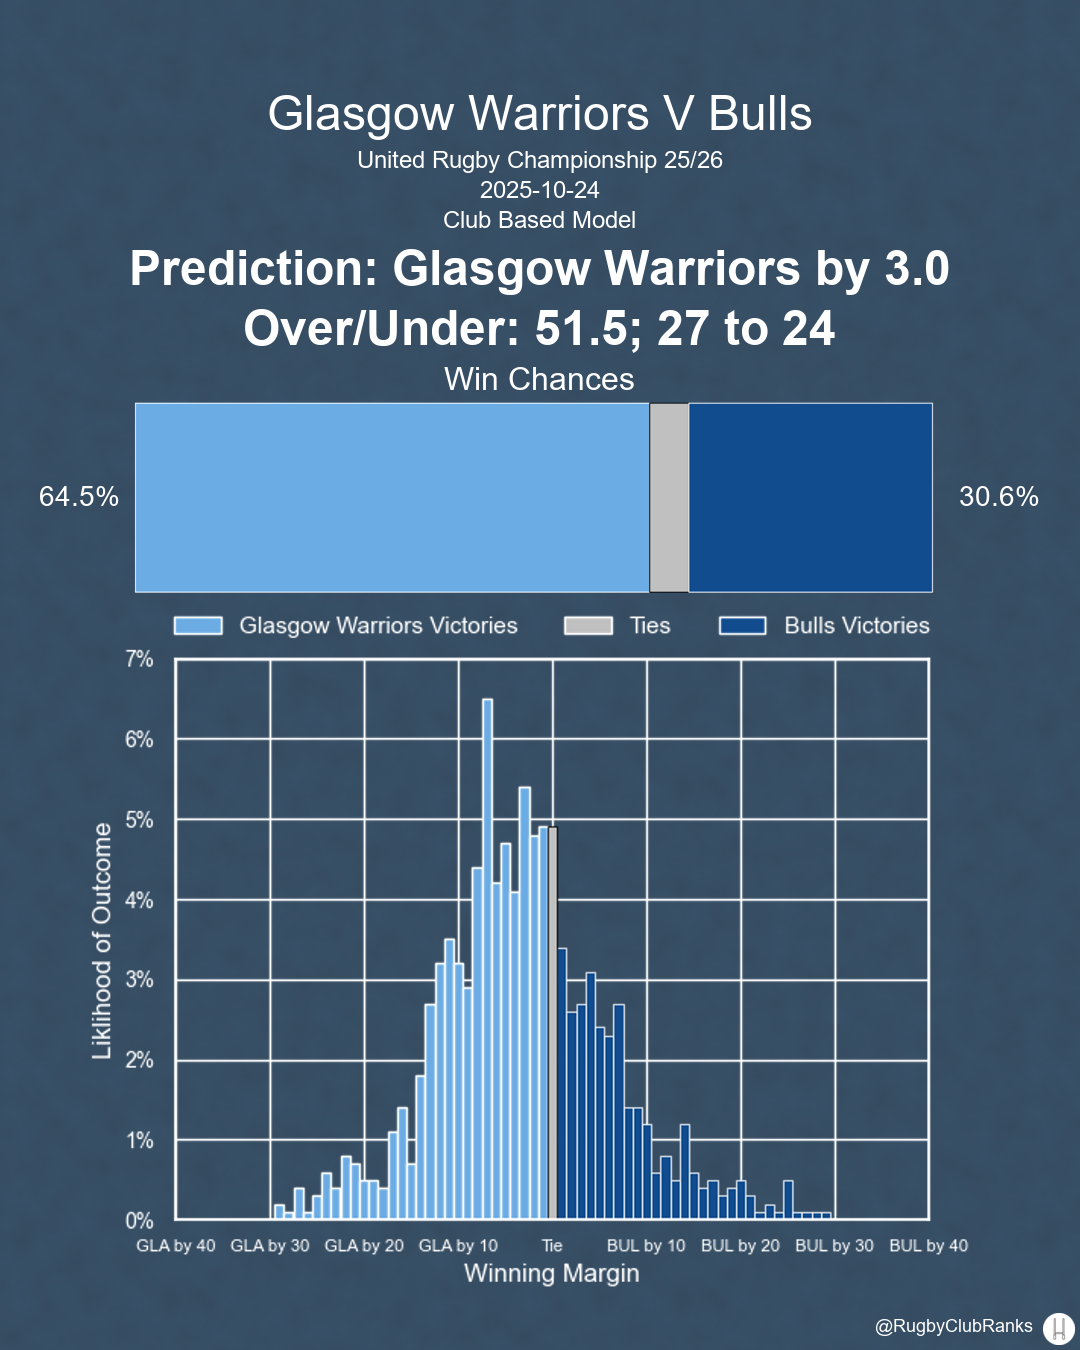 Glasgow Warriors V Bulls
United Rugby Championship 25/26
2025-10-24
Club Based Model
Prediction: Glasgow Warriors by 3.0
Over/Under: 51.5; 27 to 24
Win Chances
64.5%
30.6%
Glasgow Warriors Victories
Ties
Bulls Victories
7%
6%
5%
4%
3%
2%
1%
0%
Liklihood of Outcome
GLA by 40
GLA by 30
GLA by 20
GLA by 10
Tie
BUL by 10
BUL by 20
BUL by 30
BUL by 40
Winning Margin
@RugbyClubRanks